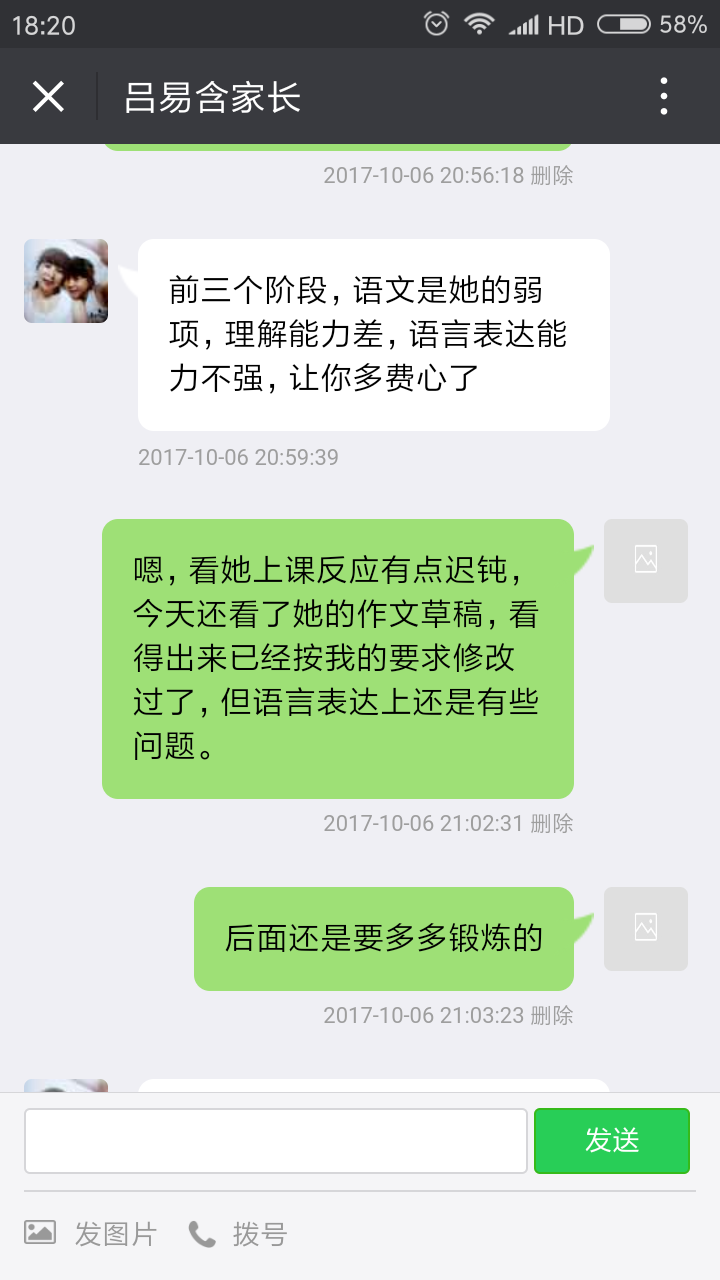 18:20 HD 58%
吕易含家长
2017-10-06 20:56:18 删除
前三个阶段，语文是她的弱
项，理解能力差，语言表达能
力不强，让你多费心了
2017-10-06 20:59:39
嗯，看她上课反应有点迟钝，
今天还看了她的作文草稿，看
得出来已经按我的要求修改
过了，但语言表达上还是有些
问题。
2017-10-06 21:02:31 删除
后面还是要多多锻炼的
2017-10-06 21:03:23 删除
发送
发图片 拨号